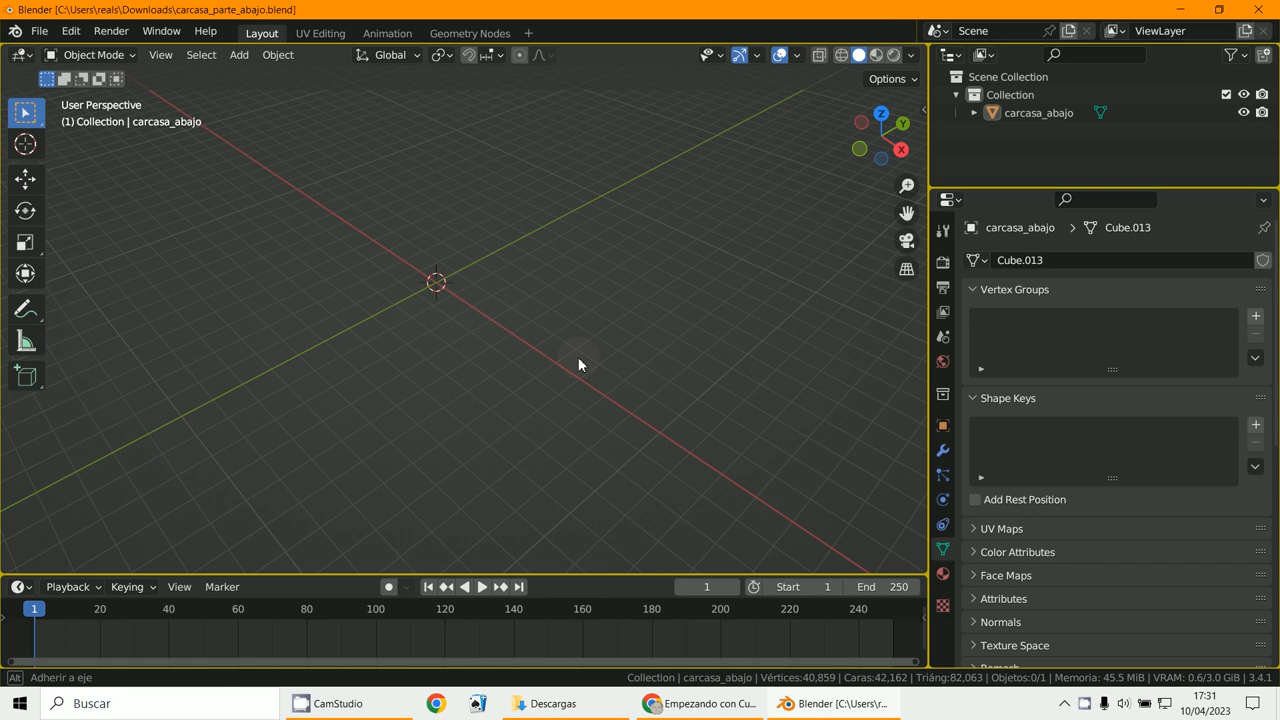 Blender [C:\Users\reals\Downloads\carcasa_parte_abajo.blend]
File Edit Render Window Help Layout UV Editing Animation Geometry Nodes + Scene ViewLayer
Object Mode View Select Add Object Global
Options
User Perspective
(1) Collection | carcasa_abajo
Z
Y
X
Scene Collection
Collection
carcasa_abajo
carcasa_abajo > Cube.013
Cube.013
Vertex Groups
Shape Keys
Add Rest Position
UV Maps
Color Attributes
Face Maps
Attributes
Normals
Texture Space
Playback Keying View Marker 1 Start 1 End 250
1 20 40 60 80 100 120 140 160 180 200 220 240
Alt Adherir a eje Collection | carcasa_abajo | Vértices:40,859 | Caras:42,162 | Triáng:82,063 | Objetos:0/1 | Memoria: 45.5 MiB | VRAM: 0.6/3.0 GiB | 3.4.1
Buscar CamStudio Descargas Empezando con Cu... Blender [C:\Users\r...
17:31
10/04/2023